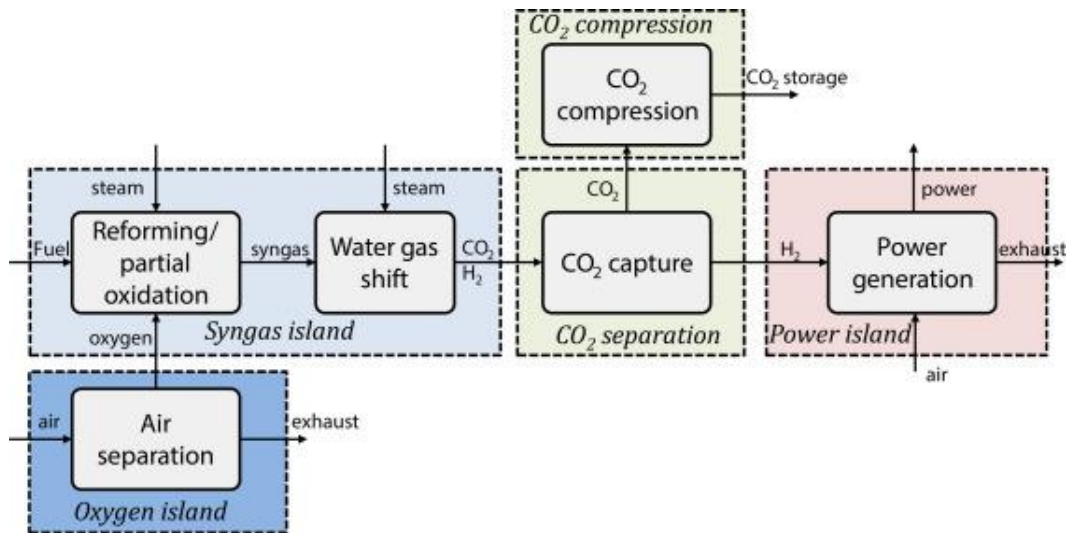 CO₂ compression
CO₂
compression
CO₂ storage
steam
steam
CO₂
power
Fuel
Reforming/
partial
oxidation
syngas
Water gas
shift
CO₂
H₂
CO₂ capture
H₂
Power
generation
exhaust
oxygen
Syngas island
CO₂ separation
Power island
air
air
Air
separation
exhaust
Oxygen island